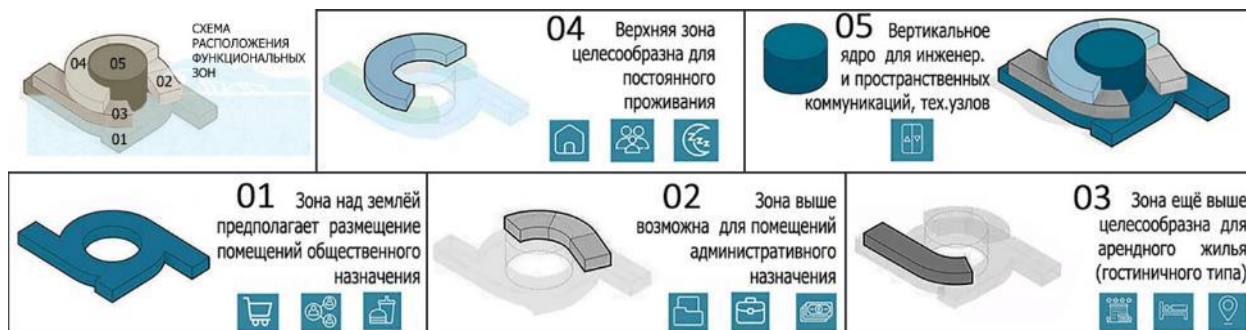 СХЕМА
РАСПОЛОЖЕНИЯ
ФУНКЦИОНАЛЬНЫХ
ЗОН
04
05
02
03
01
04 Верхняя зона
целесообразна для
постоянного
проживания
zzz
05 Вертикальное
ядро для инженер.
и пространственных
коммуникаций, тех.узлов
01 Зона над землёй
предполагает размещение
помещений общественного
назначения
02 Зона выше
возможна для помещений
административного
назначения
03 Зона ещё выше
целесообразна для
арендного жилья
(гостиничного типа)